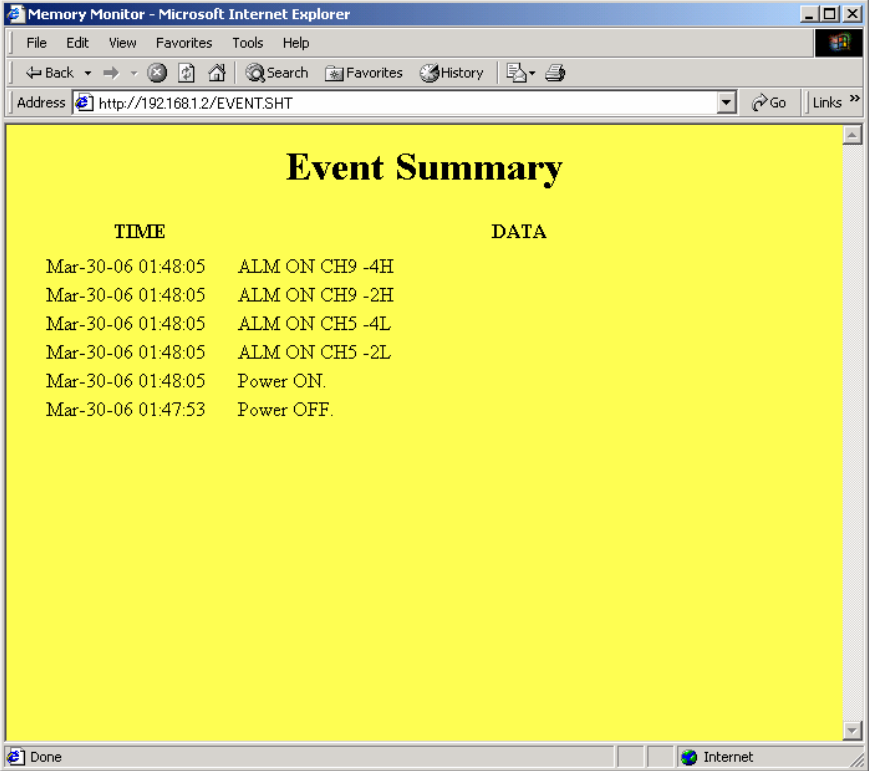 Memory Monitor - Microsoft Internet Explorer
File Edit View Favorites Tools Help
Back Search Favorites History
Address http://192.168.1.2/EVENT.SHT Go Links »
Event Summary
TIME DATA
Mar-30-06 01:48:05 ALM ON CH9 -4H
Mar-30-06 01:48:05 ALM ON CH9 -2H
Mar-30-06 01:48:05 ALM ON CH5 -4L
Mar-30-06 01:48:05 ALM ON CH5 -2L
Mar-30-06 01:48:05 Power ON.
Mar-30-06 01:47:53 Power OFF.
Done Internet